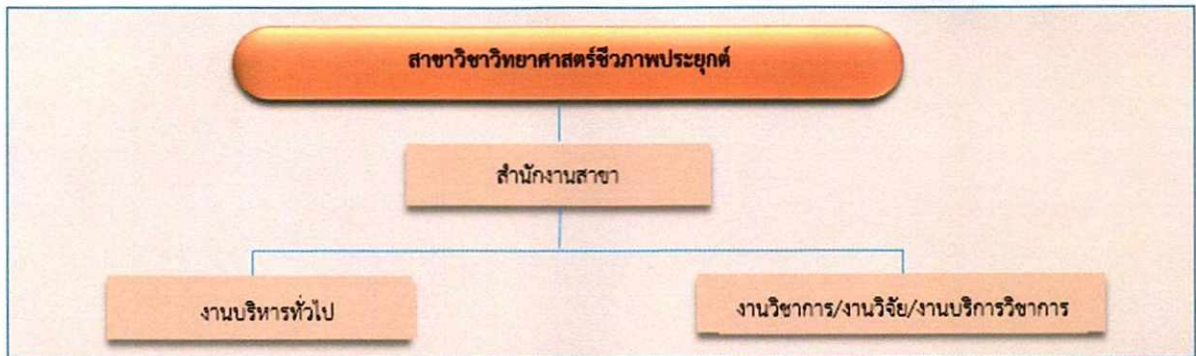 สาขาวิชาวิทยาศาสตร์ชีวภาพประยุกต์
สำนักงานสาขา
งานบริหารทั่วไป
งานวิชาการ/งานวิจัย/งานบริการวิชาการ